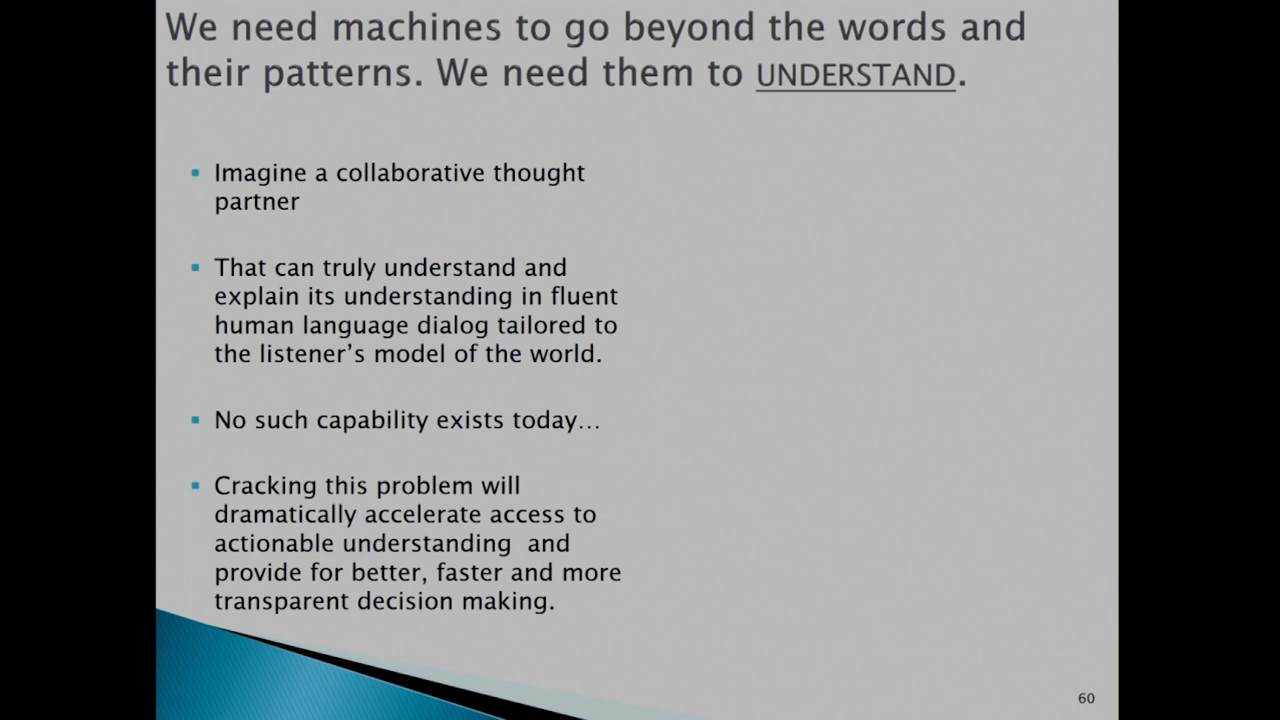 We need machines to go beyond the words and
their patterns. We need them to UNDERSTAND.
Imagine a collaborative thought
partner
That can truly understand and
explain its understanding in fluent
human language dialog tailored to
the listener’s model of the world.
No such capability exists today…
Cracking this problem will
dramatically accelerate access to
actionable understanding  and
provide for better, faster and more
transparent decision making.
60